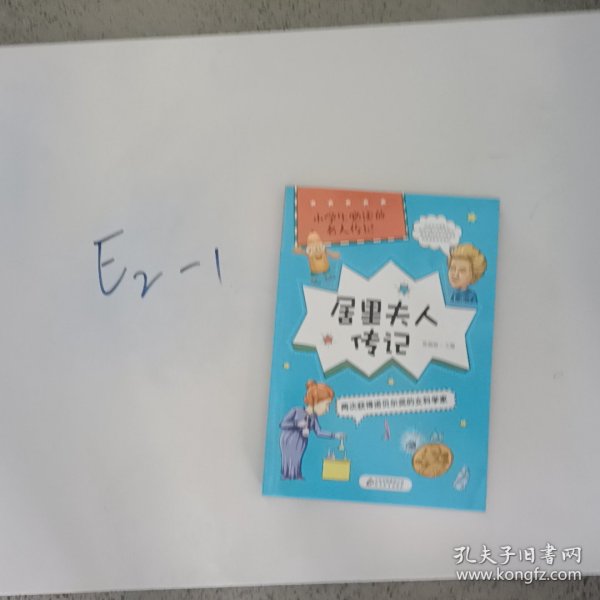 E2-1
小学生必读的
名人传记
居里夫人
传记
两次获得诺贝尔奖的女科学家
孔夫子旧书网
www.kongfz.com